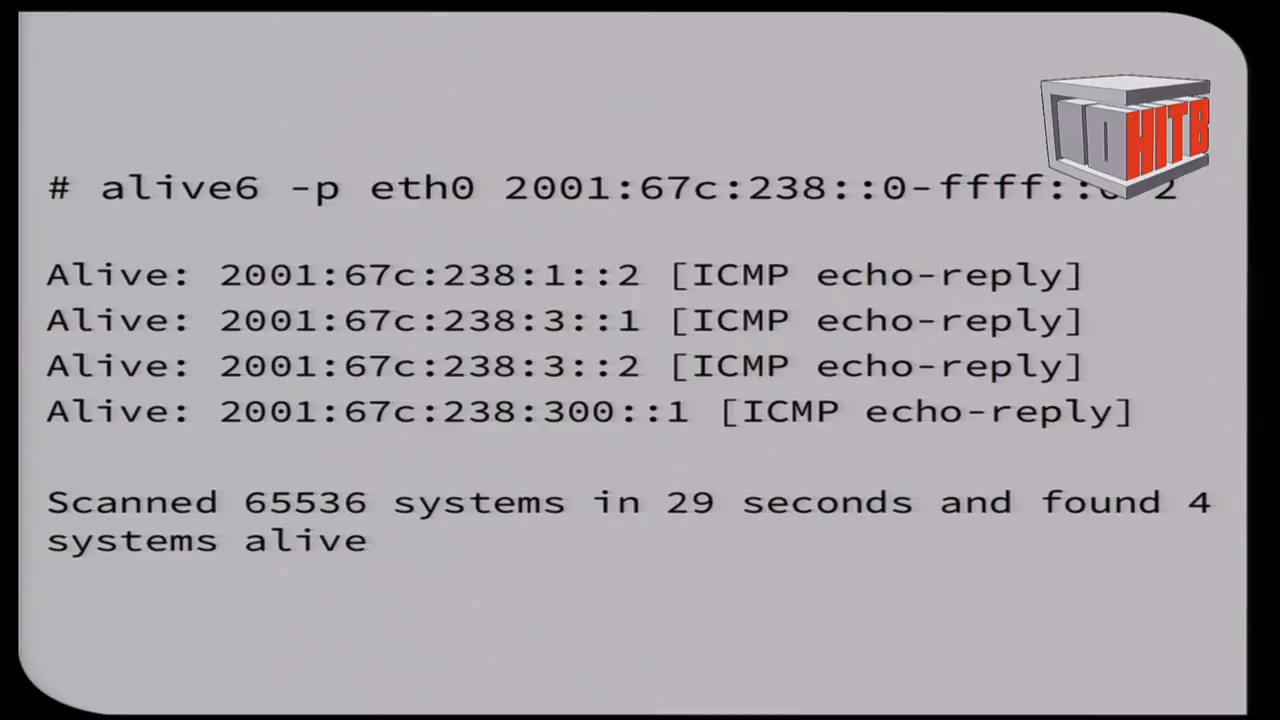 HITB
# alive6 -p eth0 2001:67c:238::0-ffff:: 2
Alive: 2001:67c:238:1::2 [ICMP echo-reply]
Alive: 2001:67c:238:3::1 [ICMP echo-reply]
Alive: 2001:67c:238:3::2 [ICMP echo-reply]
Alive: 2001:67c:238:300::1 [ICMP echo-reply]
Scanned 65536 systems in 29 seconds and found 4
systems alive